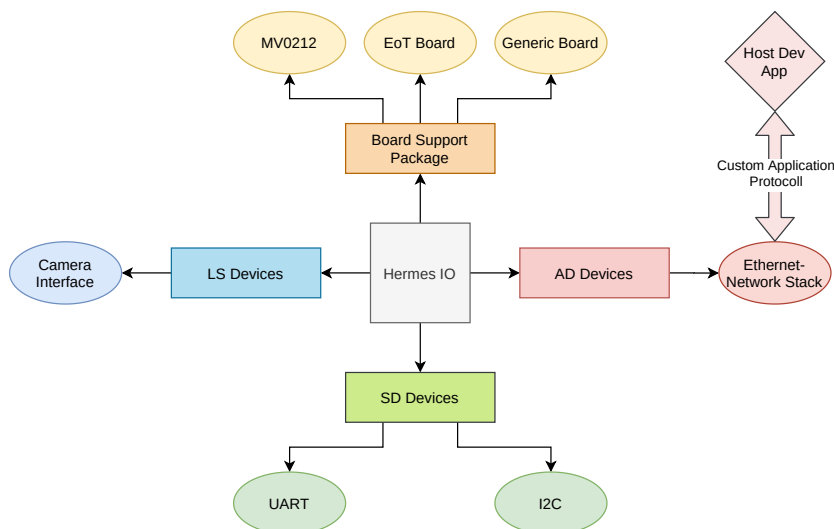 MV0212
EoT Board
Generic Board
Host Dev
App
Board Support
Package
Custom Application
Protocoll
Camera
Interface
LS Devices
Hermes IO
AD Devices
Ethernet-
Network Stack
SD Devices
UART
I2C